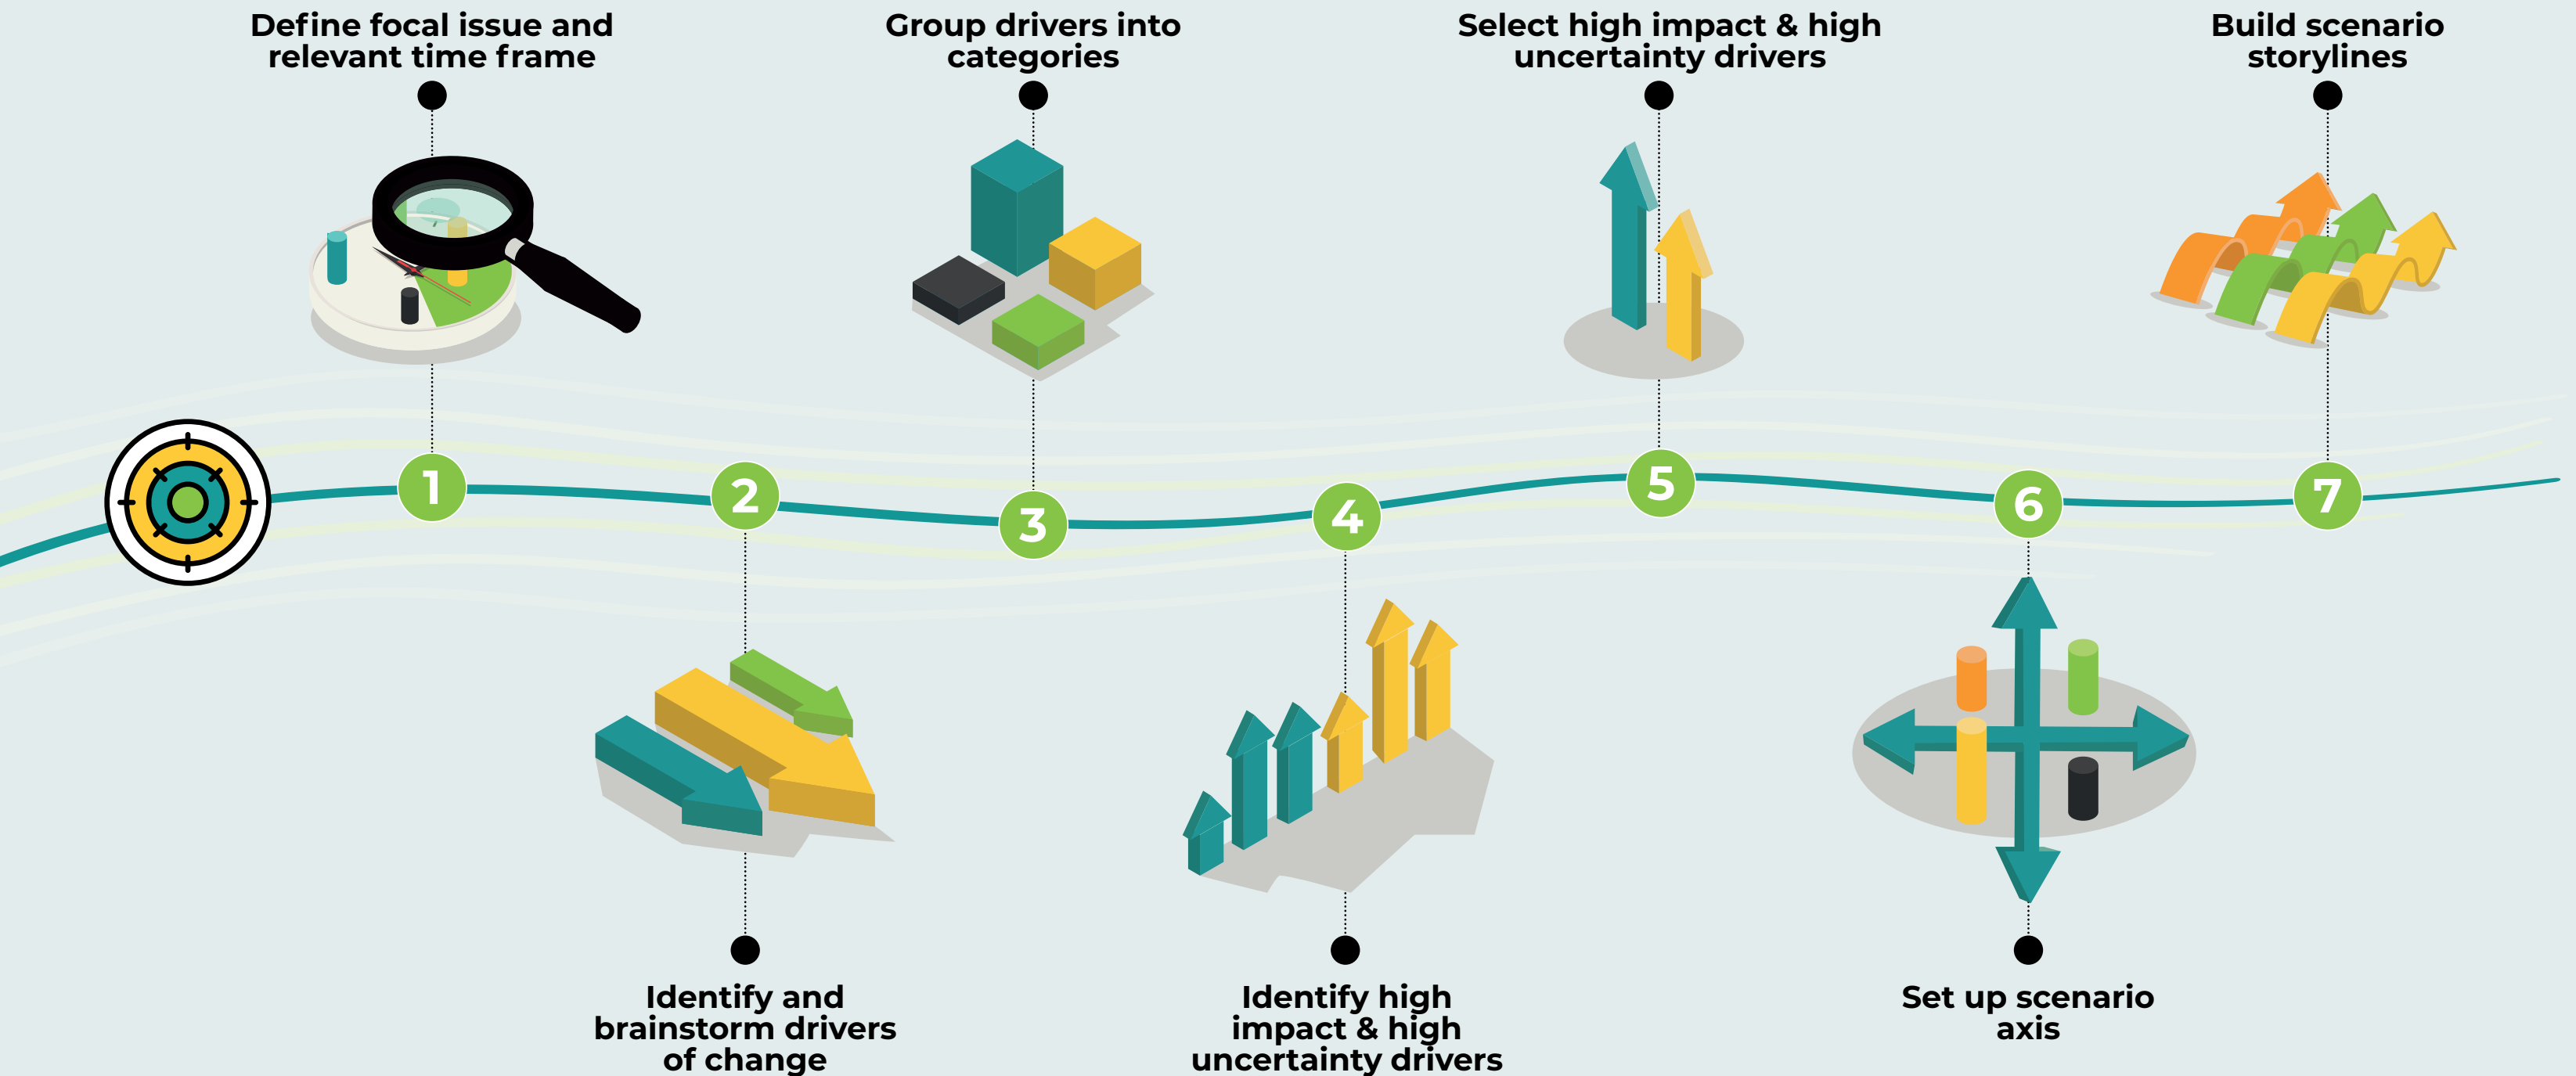 Define focal issue and
relevant time frame
Group drivers into
categories
Select high impact & high
uncertainty drivers
Build scenario
storylines
1
2
3
4
5
6
7
Identify and
brainstorm drivers
of change
Identify high
impact & high
uncertainty drivers
Set up scenario
axis